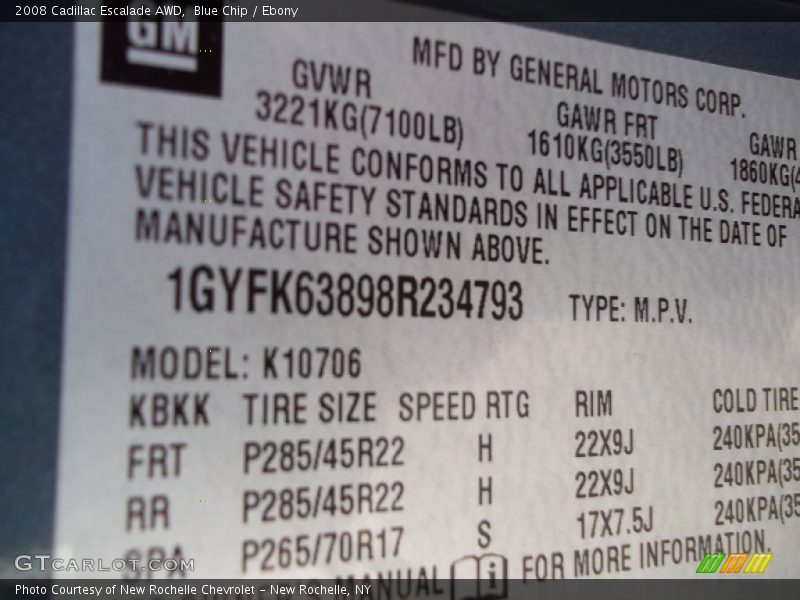 2008 Cadillac Escalade AWD, Blue Chip / Ebony
GM
MFD BY GENERAL MOTORS CORP.
GVWR GAWR FRT GAWR
3221KG(7100LB) 1610KG(3550LB) 1860KG(4
THIS VEHICLE CONFORMS TO ALL APPLICABLE U.S. FEDERA
VEHICLE SAFETY STANDARDS IN EFFECT ON THE DATE OF
MANUFACTURE SHOWN ABOVE.
1GYFK63898R234793 TYPE: M.P.V.
MODEL: K10706
KBKK TIRE SIZE SPEED RTG RIM COLD TIRE
FRT P285/45R22 H 22X9J 240KPA(35
RR P285/45R22 H 22X9J 240KPA(35
SPA P265/70R17 S 17X7.5J 240KPA(35
MANUAL FOR MORE INFORMATION.
GTCarLot.com
Photo Courtesy of New Rochelle Chevrolet - New Rochelle, NY